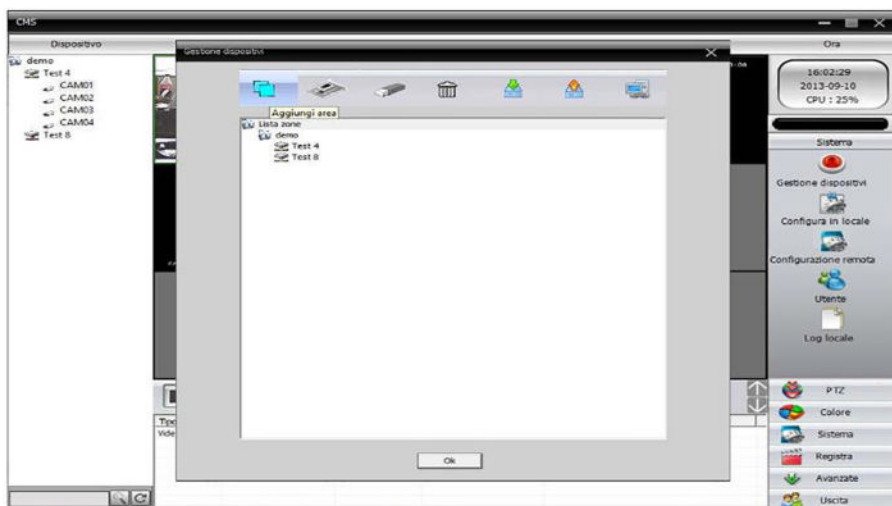 CMS
Dispositivo
demo
Test 4
CAM01
CAM02
CAM03
CAM04
Test 8
Gestione dispositivi
Aggiungi area
Lista zone
demo
Test 4
Test 8
Ok
Ora
16:02:29
2013-09-10
CPU : 25%
Sistema
Gestione dispositivi
Configura in locale
Configurazione remota
Utente
Log locale
PTZ
Colore
Sistema
Registra
Avanzate
Uscita